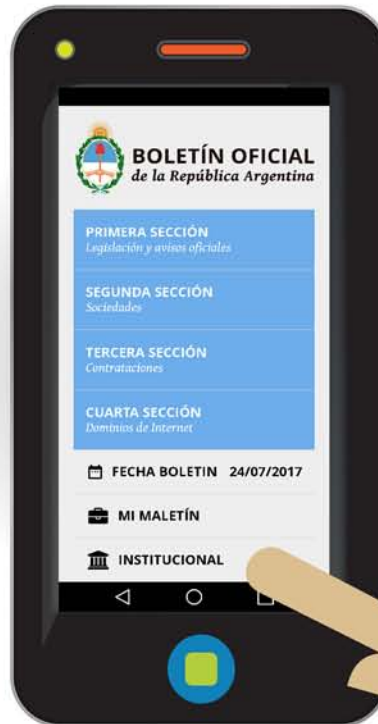 BOLETÍN OFICIAL
de la República Argentina
PRIMERA SECCIÓN
Legislación y avisos oficiales
SEGUNDA SECCIÓN
Sociedades
TERCERA SECCIÓN
Contrataciones
CUARTA SECCIÓN
Dominios de Internet
FECHA BOLETIN 24/07/2017
MI MALETÍN
INSTITUCIONAL